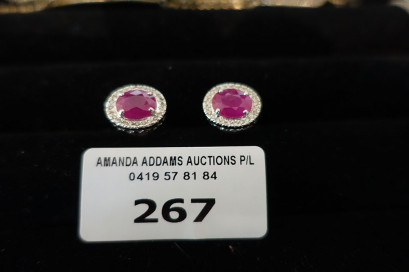 AMANDA ADDAMS AUCTIONS P/L
0419 57 81 84
267